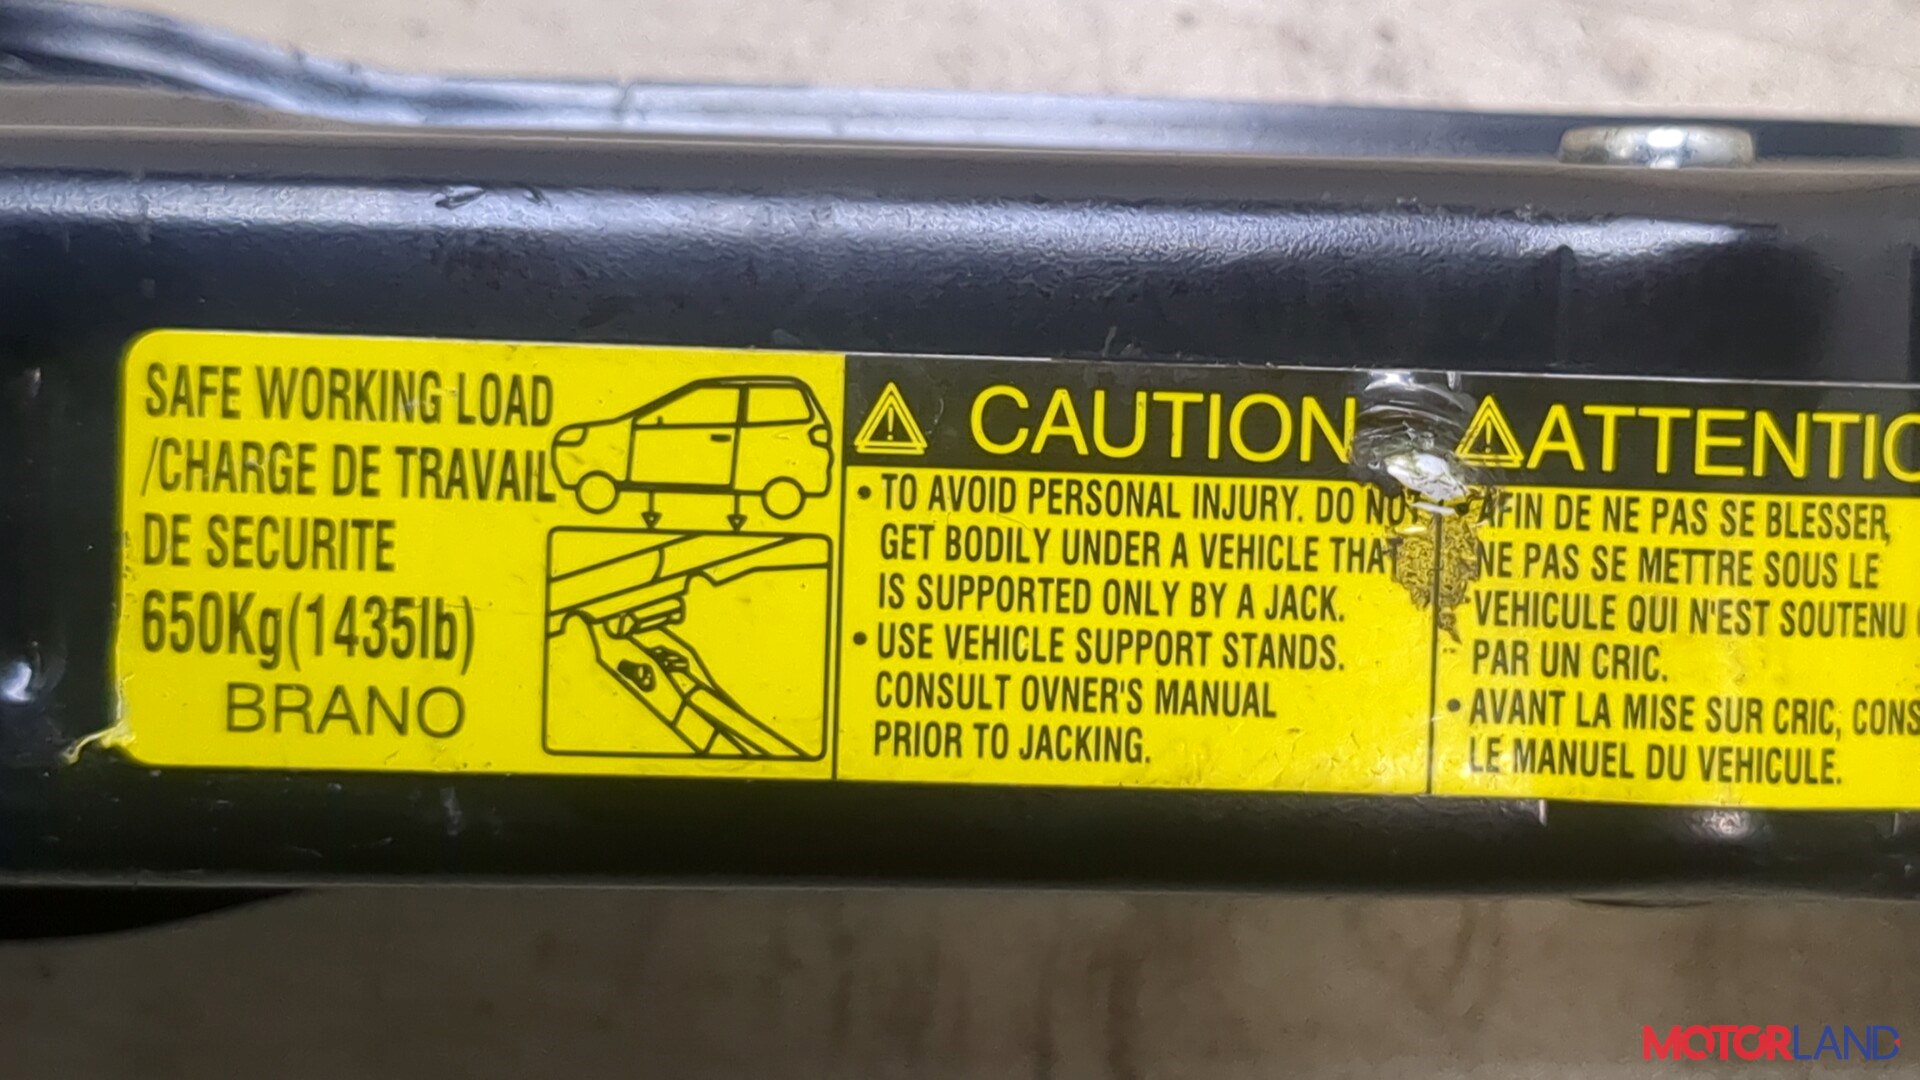 SAFE WORKING LOAD
/CHARGE DE TRAVAIL
DE SECURITE
650Kg(1435lb)
BRANO
CAUTION
• TO AVOID PERSONAL INJURY. DO NOT
GET BODILY UNDER A VEHICLE THAT
IS SUPPORTED ONLY BY A JACK.
• USE VEHICLE SUPPORT STANDS.
CONSULT OVNER'S MANUAL
PRIOR TO JACKING.
ATTENTIO
AFIN DE NE PAS SE BLESSER,
NE PAS SE METTRE SOUS LE
VEHICULE QUI N'EST SOUTENU
PAR UN CRIC.
• AVANT LA MISE SUR CRIC, CONS
LE MANUEL DU VEHICULE.
MOTORLAND